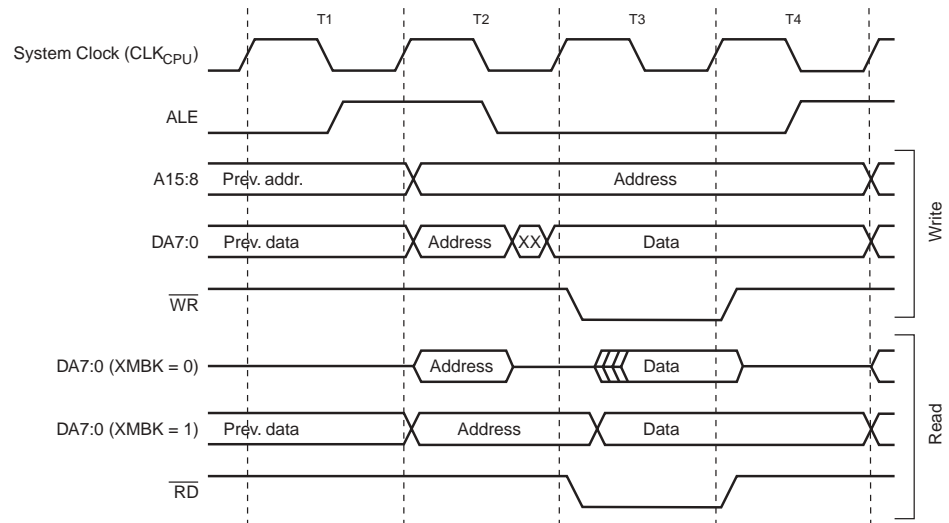 T1 T2 T3 T4
System Clock (CLKCPU)
ALE
A15:8 Prev. addr. Address
DA7:0 Prev. data Address XX Data
WR
Write
DA7:0 (XMBK = 0) Address Data
DA7:0 (XMBK = 1) Prev. data Address Data
RD
Read